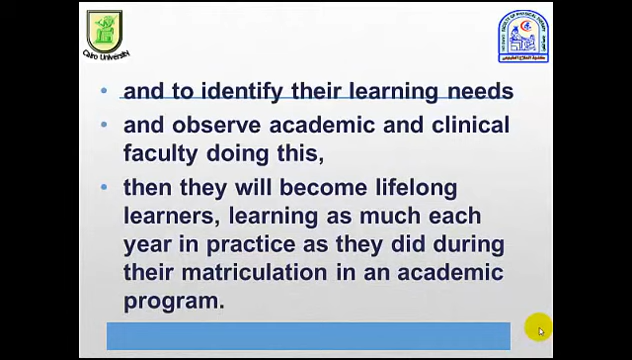 Cairo University
and to identify their learning needs
and observe academic and clinical
faculty doing this,
then they will become lifelong
learners, learning as much each
year in practice as they did during
their matriculation in an academic
program.